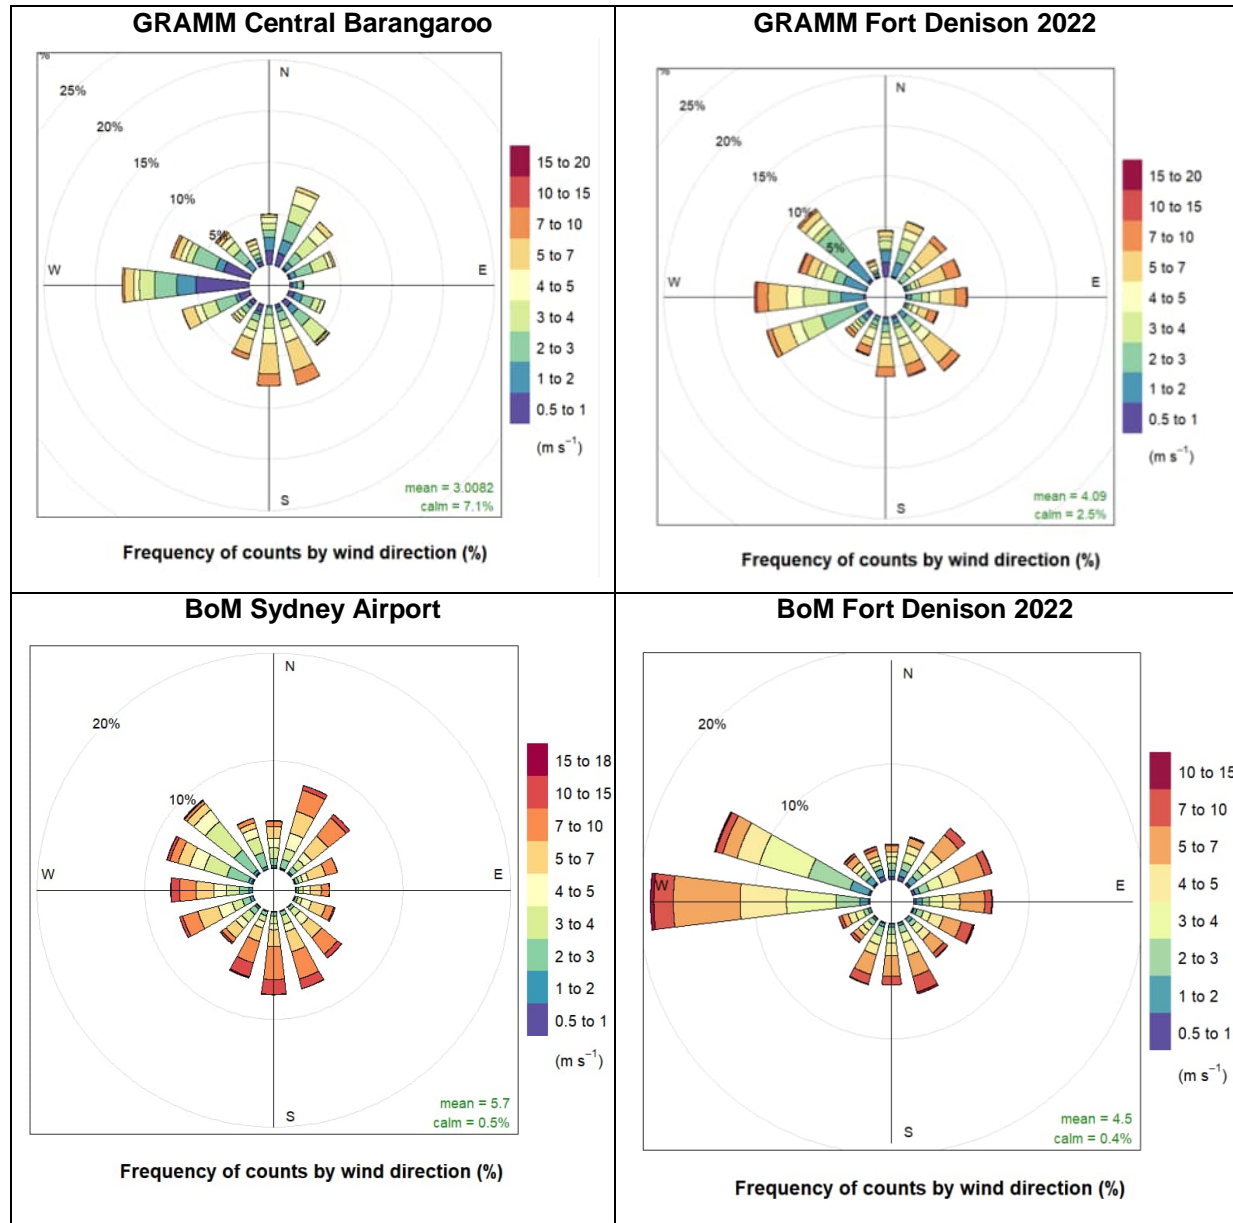 GRAMM Central Barangaroo
%
25%
20%
15%
10%
5%
N
W
E
S
15 to 20
10 to 15
7 to 10
5 to 7
4 to 5
3 to 4
2 to 3
1 to 2
0.5 to 1
(m s⁻¹)
mean = 3.0082
calm = 7.1%
Frequency of counts by wind direction (%)
GRAMM Fort Denison 2022
%
25%
20%
15%
10%
5%
N
W
E
S
15 to 20
10 to 15
7 to 10
5 to 7
4 to 5
3 to 4
2 to 3
1 to 2
0.5 to 1
(m s⁻¹)
mean = 4.09
calm = 2.5%
Frequency of counts by wind direction (%)
BoM Sydney Airport
20%
10%
N
W
E
S
15 to 18
10 to 15
7 to 10
5 to 7
4 to 5
3 to 4
2 to 3
1 to 2
0.5 to 1
(m s⁻¹)
mean = 5.7
calm = 0.5%
Frequency of counts by wind direction (%)
BoM Fort Denison 2022
20%
10%
N
W
E
S
10 to 15
7 to 10
5 to 7
4 to 5
3 to 4
2 to 3
1 to 2
0.5 to 1
(m s⁻¹)
mean = 4.5
calm = 0.4%
Frequency of counts by wind direction (%)